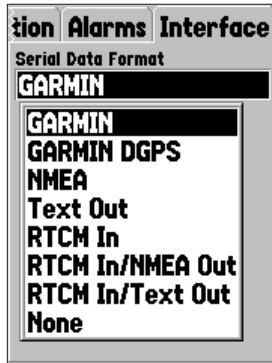 tion Alarms Interface
Serial Data Format
GARMIN
GARMIN
GARMIN DGPS
NMEA
Text Out
RTCM In
RTCM In/NMEA Out
RTCM In/Text Out
None